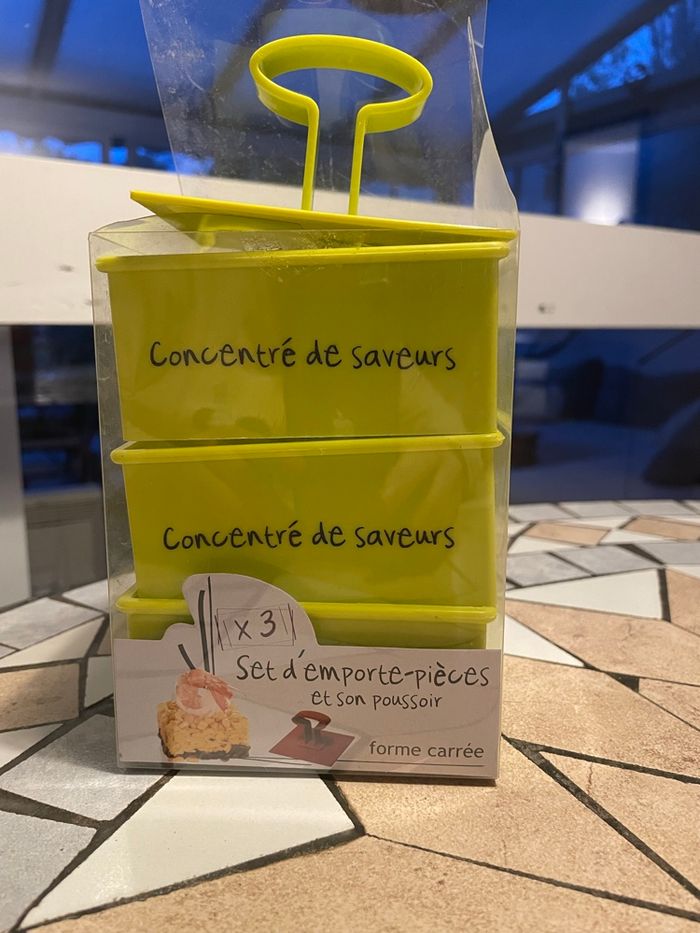 Concentré de saveurs
Concentré de saveurs
x 3
Set d'emporte-pièces
et son poussoir
forme carrée